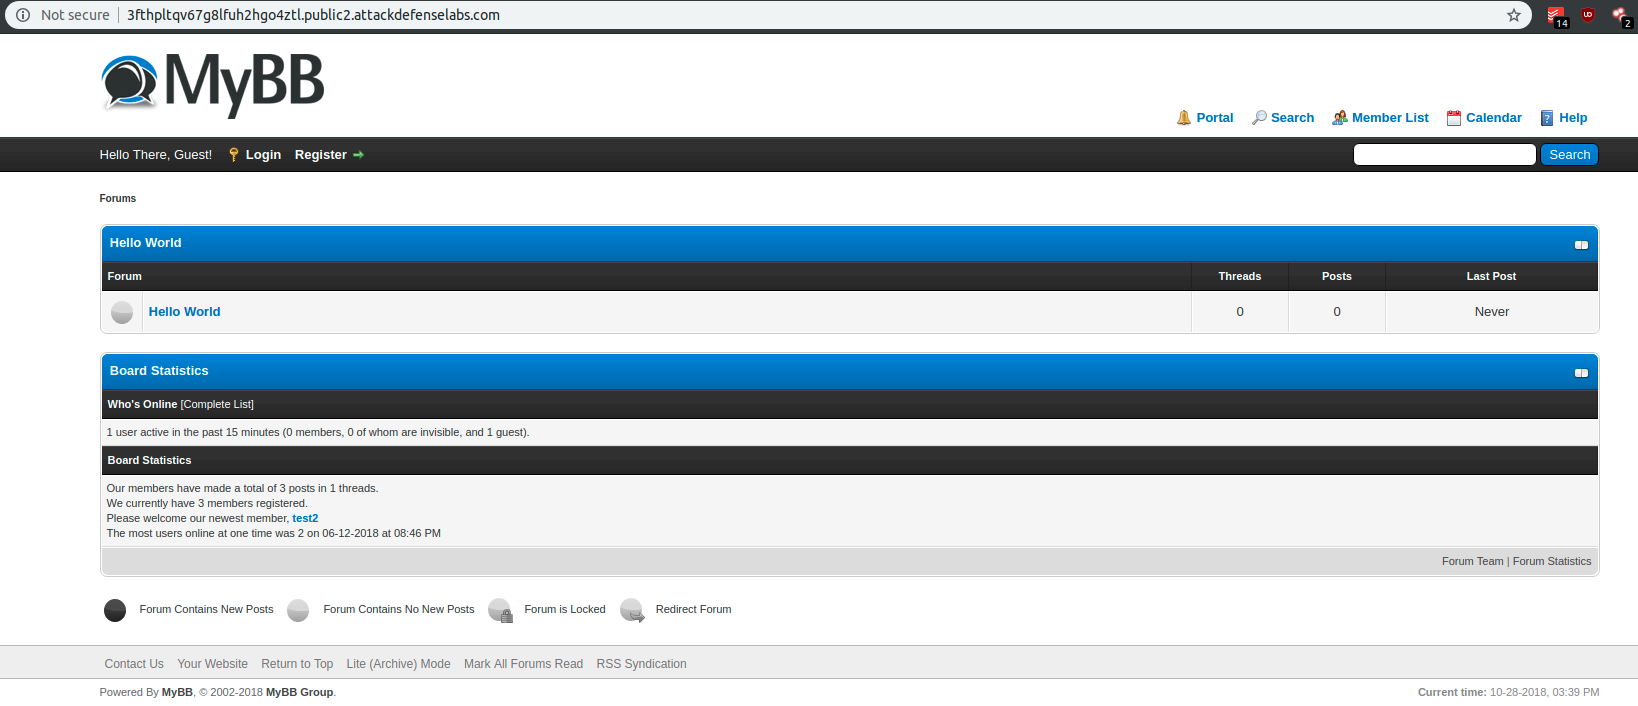 Not secure 3fthpltqv67g8lfuh2hgo4ztl.public2.attackdefenselabs.com
14
2
MyBB
Portal Search Member List Calendar Help
Hello There, Guest! Login Register Search
Forums
Hello World
Forum Threads Posts Last Post
Hello World 0 0 Never
Board Statistics
Who's Online [Complete List]
1 user active in the past 15 minutes (0 members, 0 of whom are invisible, and 1 guest).
Board Statistics
Our members have made a total of 3 posts in 1 threads.
We currently have 3 members registered.
Please welcome our newest member, test2
The most users online at one time was 2 on 06-12-2018 at 08:46 PM
Forum Team | Forum Statistics
Forum Contains New Posts Forum Contains No New Posts Forum is Locked Redirect Forum
Contact Us Your Website Return to Top Lite (Archive) Mode Mark All Forums Read RSS Syndication
Powered By MyBB, © 2002-2018 MyBB Group. Current time: 10-28-2018, 03:39 PM